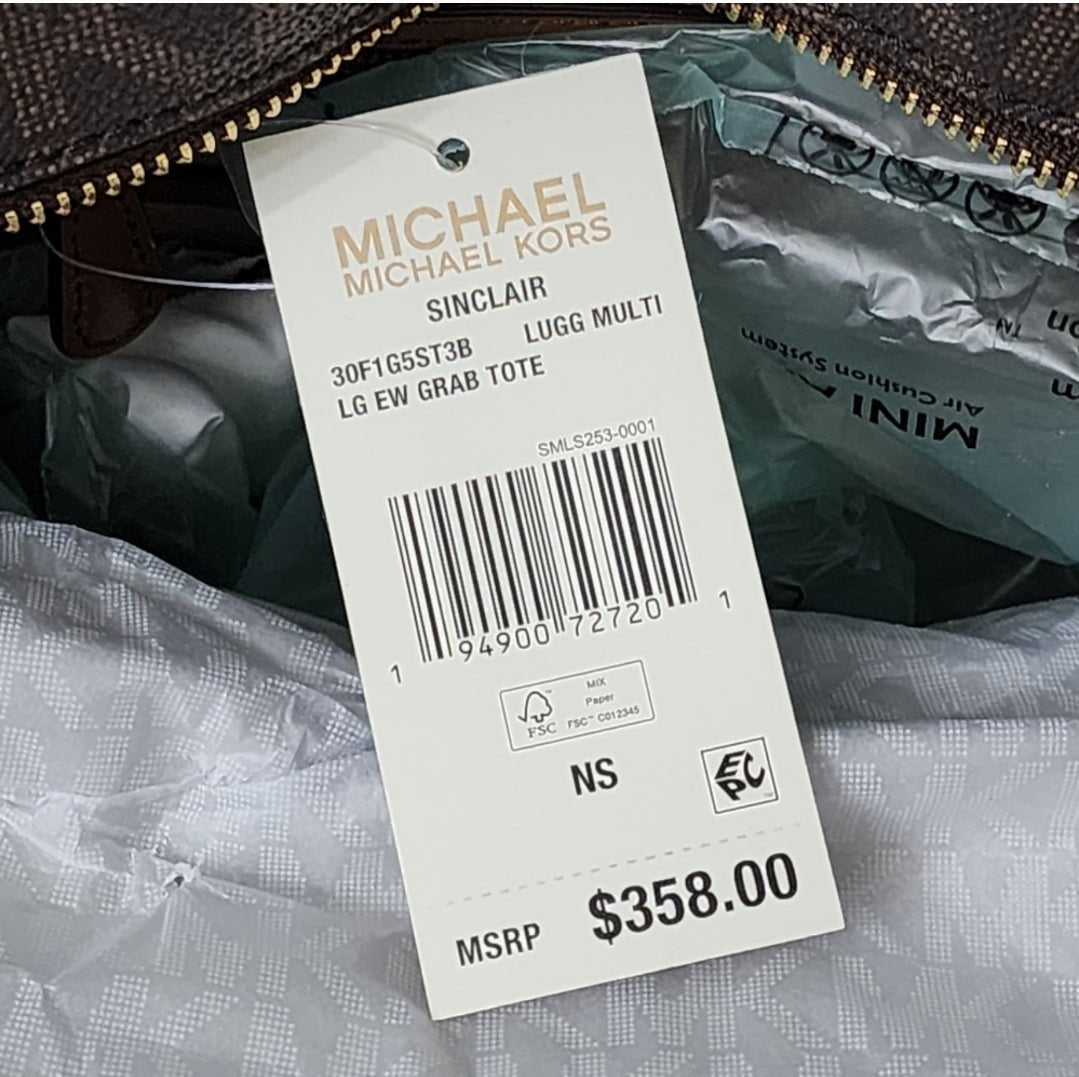 MICHAEL
MICHAEL KORS
SINCLAIR
30F1G5ST3B LUGG MULTI
LG EW GRAB TOTE
SMLS253-0001
1 94900 72720 1
MIX
Paper
FSC™ C012345
FSC
NS
EPC
MSRP $358.00
MINI
Air Cushion System
TM